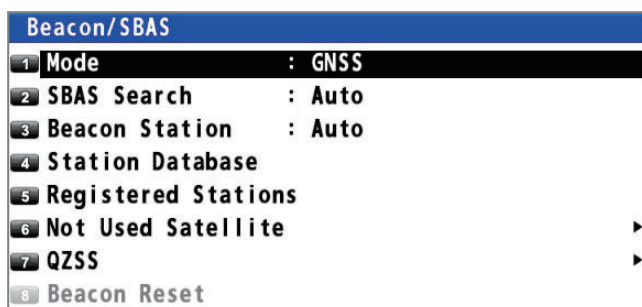 Beacon/SBAS
1 Mode : GNSS
2 SBAS Search : Auto
3 Beacon Station : Auto
4 Station Database
5 Registered Stations
6 Not Used Satellite ▶
7 QZSS ▶
8 Beacon Reset